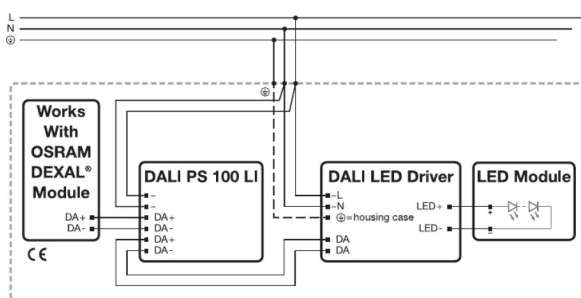 L
N
⏚
⏚
Works
With
OSRAM
DEXAL®
Module
DA+
DA-
CE
DALI PS 100 LI
~
~
DA+
DA-
DA+
DA-
DALI LED Driver
~L
~N
⏚=housing case
DA
DA
LED+
LED-
LED Module
+
-